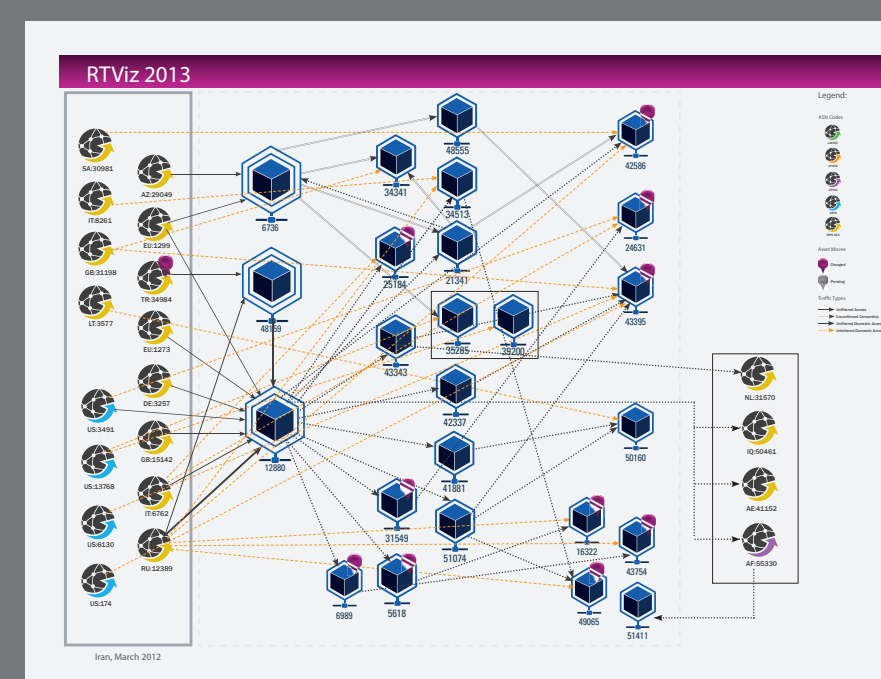 RTViz 2013
Legend:
ASN Codes
Asset Moves
Changed
Pending
Traffic Types
Unfiltered Access
Unconfirmed Censorship
SA:30981
AZ:29049
IT:8261
EU:1299
GB:31198
TR:34984
LT:3577
EU:1273
DE:3257
US:3491
GB:15142
US:13768
IT:6762
US:6130
RU:12389
US:174
6736
48159
12880
48555
34341
34513
25184
21341
35285
39200
43343
42337
41881
31549
51074
6989
5618
42586
24631
43395
50160
16322
43754
49065
51411
NL:31570
IQ:50461
AE:41152
AF:55330
Iran, March 2012